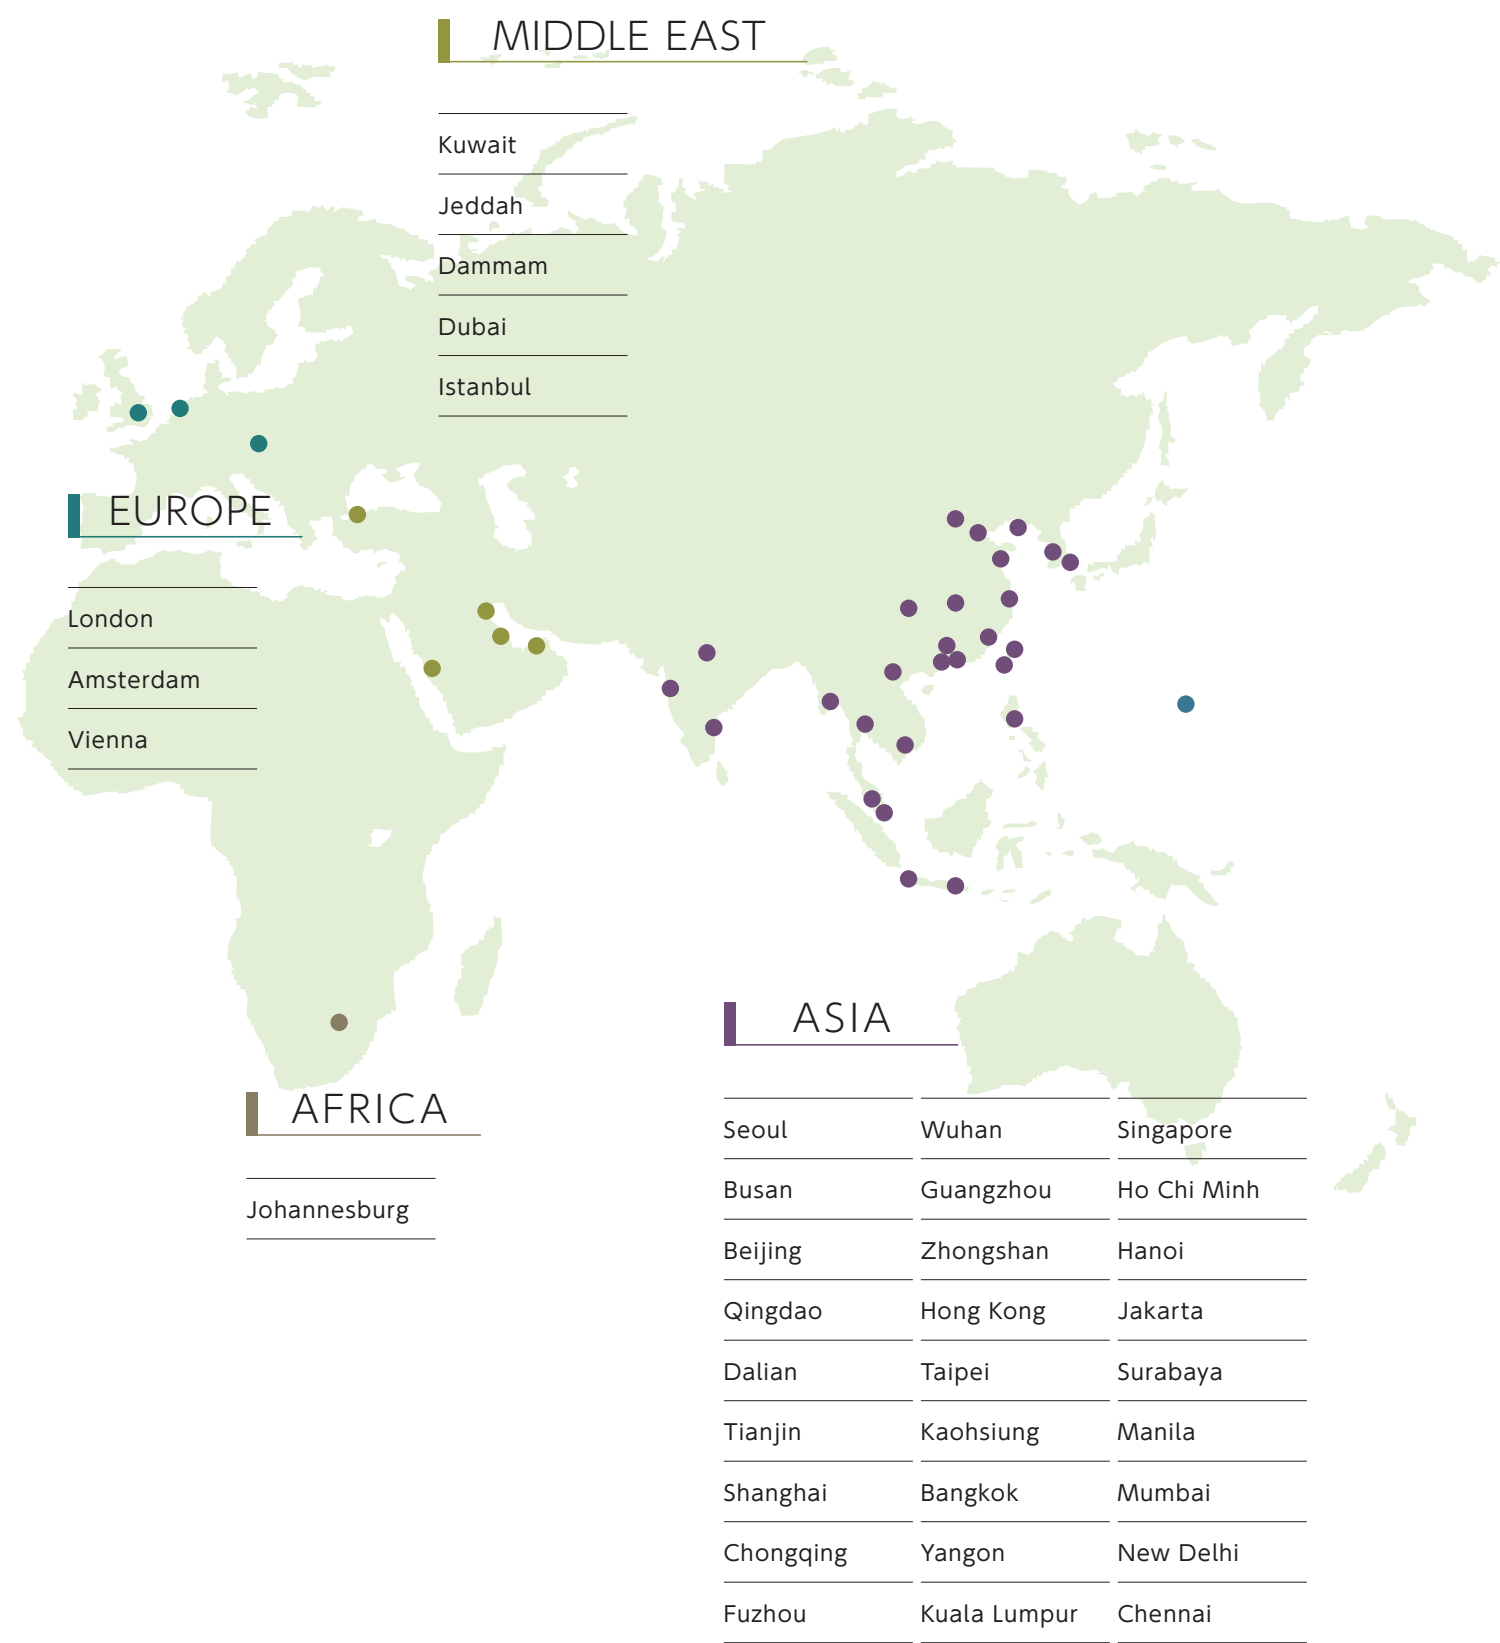 MIDDLE EAST
Kuwait
Jeddah
Dammam
Dubai
Istanbul
EUROPE
London
Amsterdam
Vienna
AFRICA
Johannesburg
ASIA
Seoul
Busan
Beijing
Qingdao
Dalian
Tianjin
Shanghai
Chongqing
Fuzhou
Wuhan
Guangzhou
Zhongshan
Hong Kong
Taipei
Kaohsiung
Bangkok
Yangon
Kuala Lumpur
Singapore
Ho Chi Minh
Hanoi
Jakarta
Surabaya
Manila
Mumbai
New Delhi
Chennai